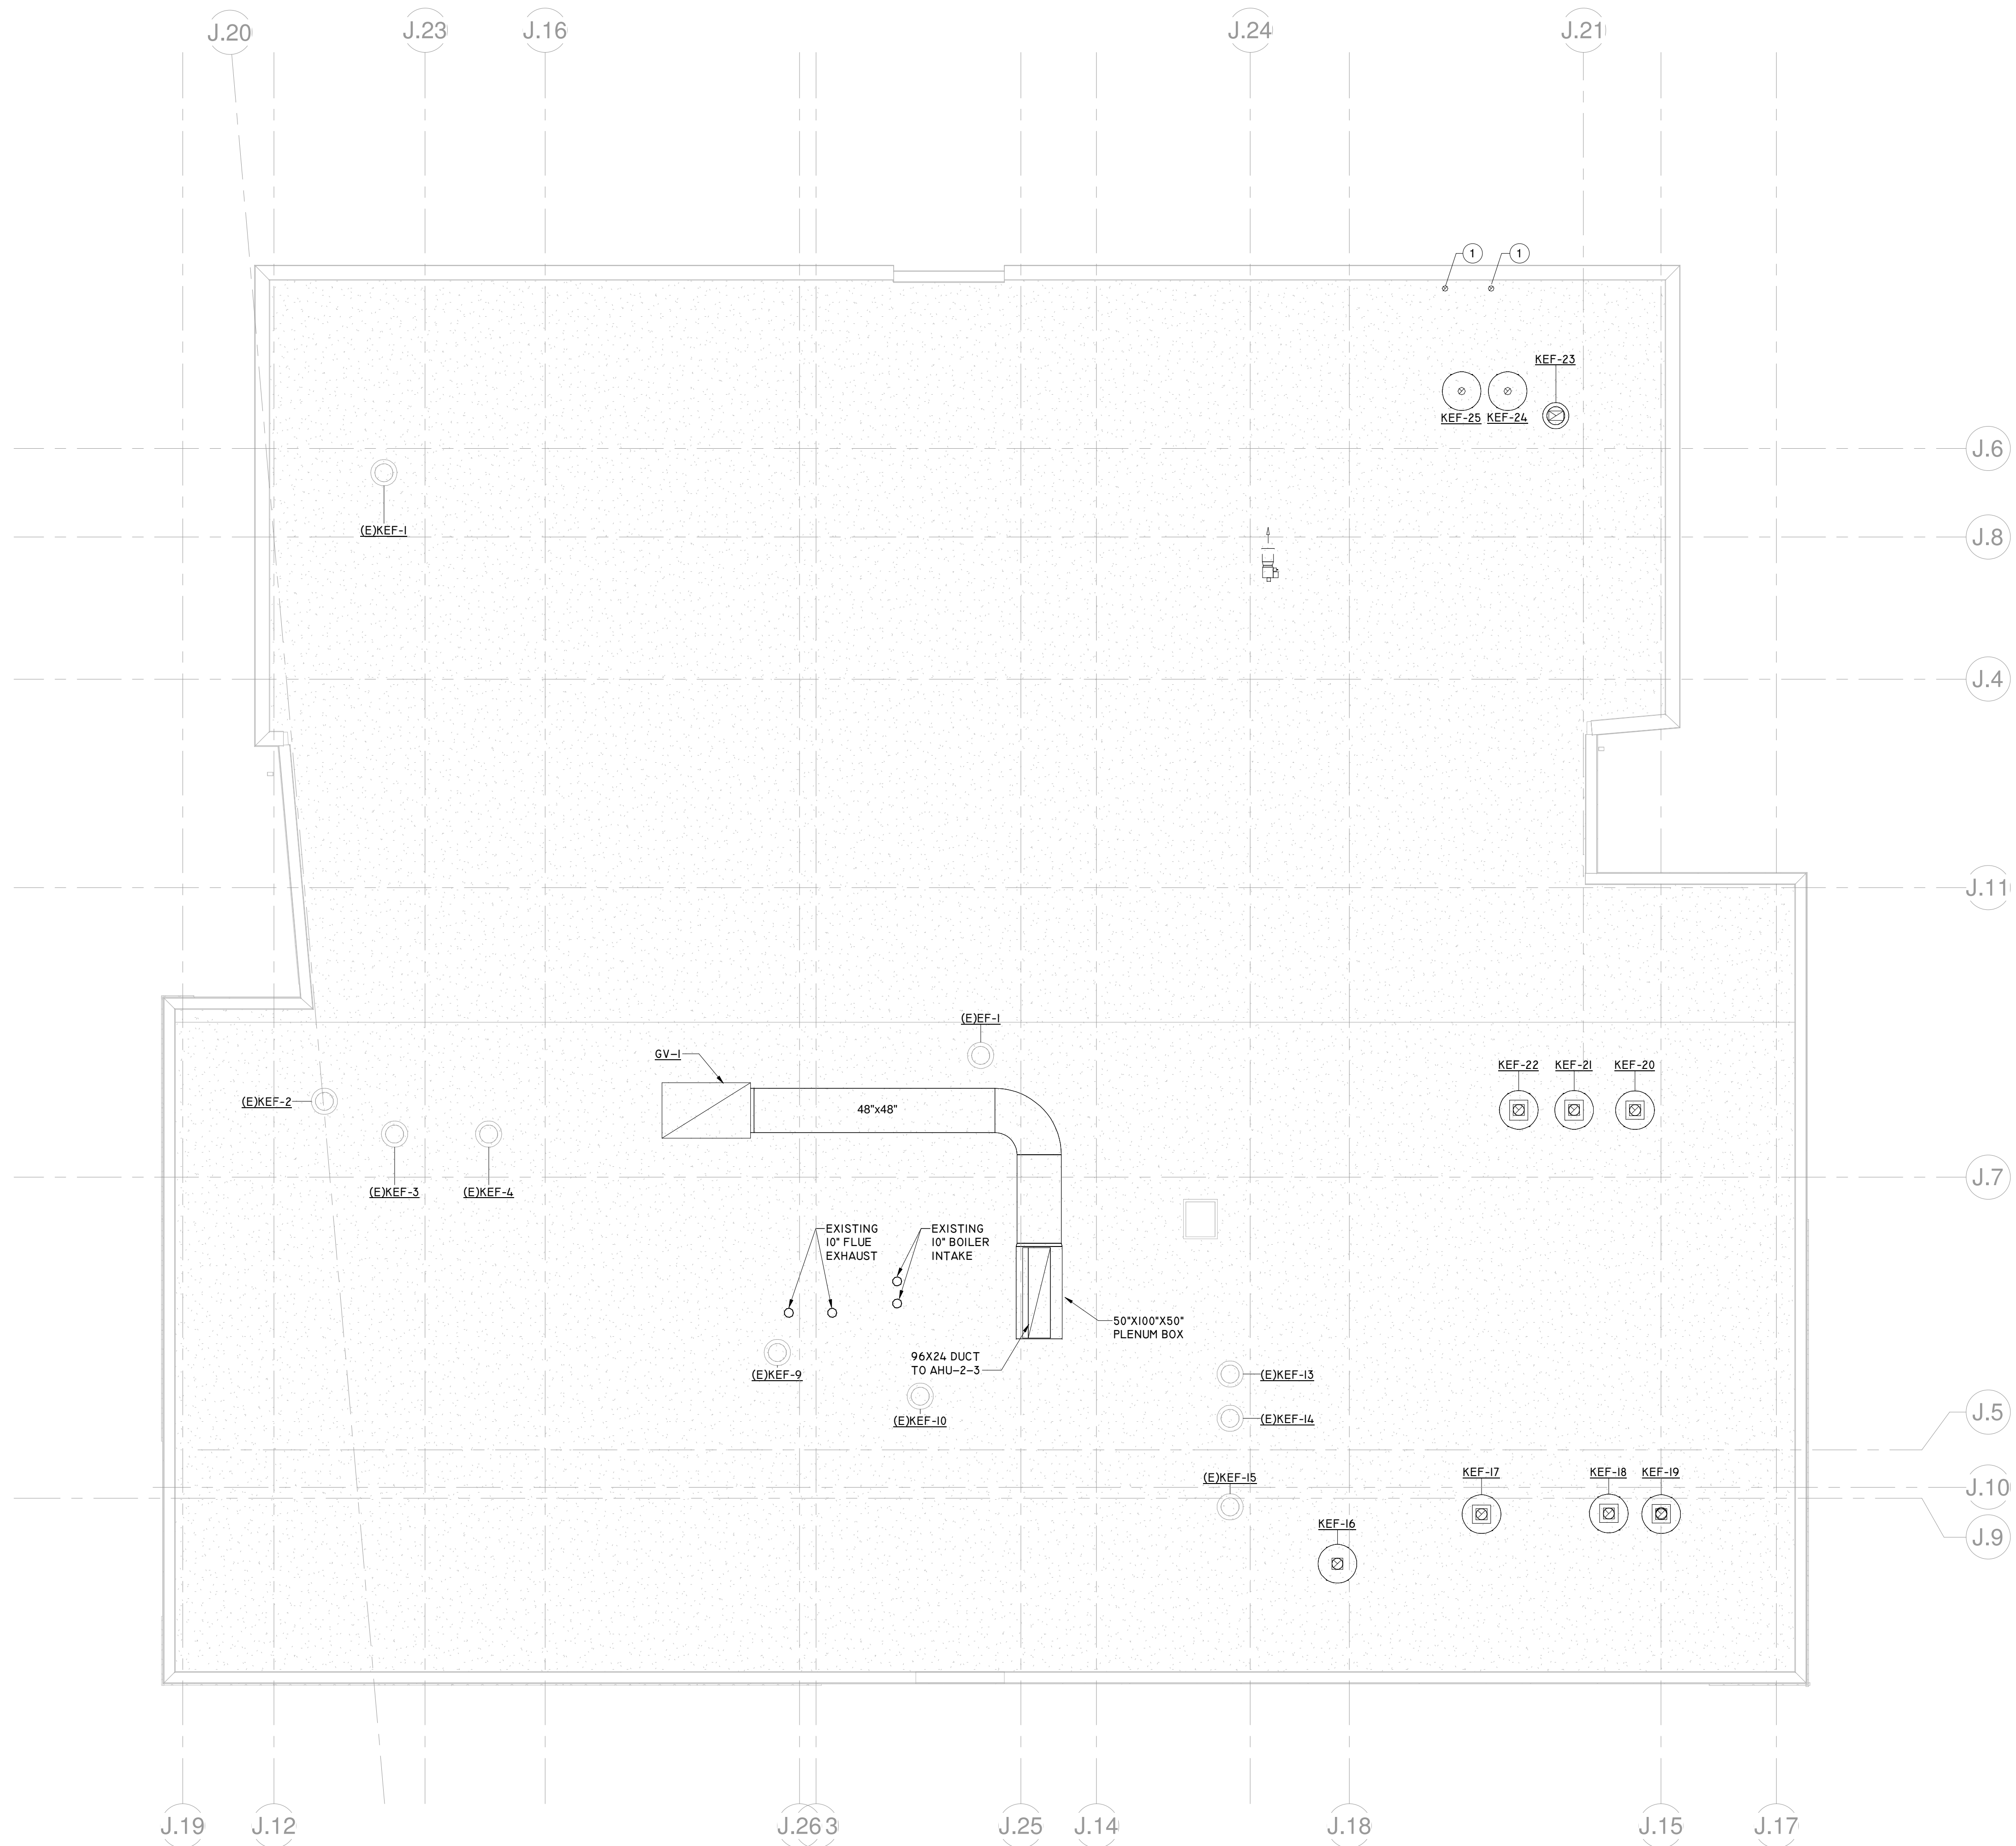 J.20
J.23
J.16
J.24
J.21
1
1
KEF-23
KEF-25
KEF-24
J.6
(E)KEF-1
J.8
J.4
J.11
(E)EF-1
GV-1
KEF-22
KEF-21
KEF-20
(E)KEF-2
48"x48"
J.7
(E)KEF-3
(E)KEF-4
EXISTING
10" FLUE
EXHAUST
EXISTING
10" BOILER
INTAKE
50"X100"X50"
PLENUM BOX
96X24 DUCT
TO AHU-2-3
(E)KEF-9
(E)KEF-13
(E)KEF-10
(E)KEF-14
J.5
(E)KEF-15
KEF-17
KEF-18
KEF-19
J.10
KEF-16
J.9
J.19
J.12
J.26
3
J.25
J.14
J.18
J.15
J.17